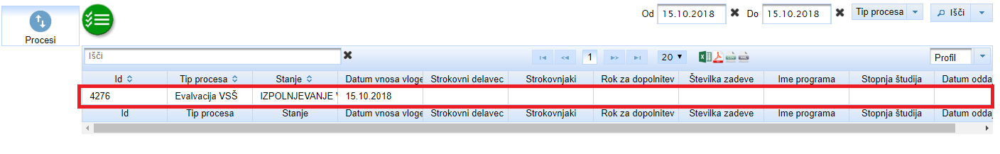 Od 15.10.2018 Do 15.10.2018 Tip procesa Išči
Procesi
Išči 1 20 Profil
Id Tip procesa Stanje Datum vnosa vloge Strokovni delavec Strokovnjaki Rok za dopolnitev Številka zadeve Ime programa Stopnja študija Datum oddaj
4276 Evalvacija VSŠ IZPOLNJEVANJE 15.10.2018
Id Tip procesa Stanje Datum vnosa vloge Strokovni delavec Strokovnjaki Rok za dopolnitev Stevilka zadeve Ime programa Stopnja študija Datum oddaj